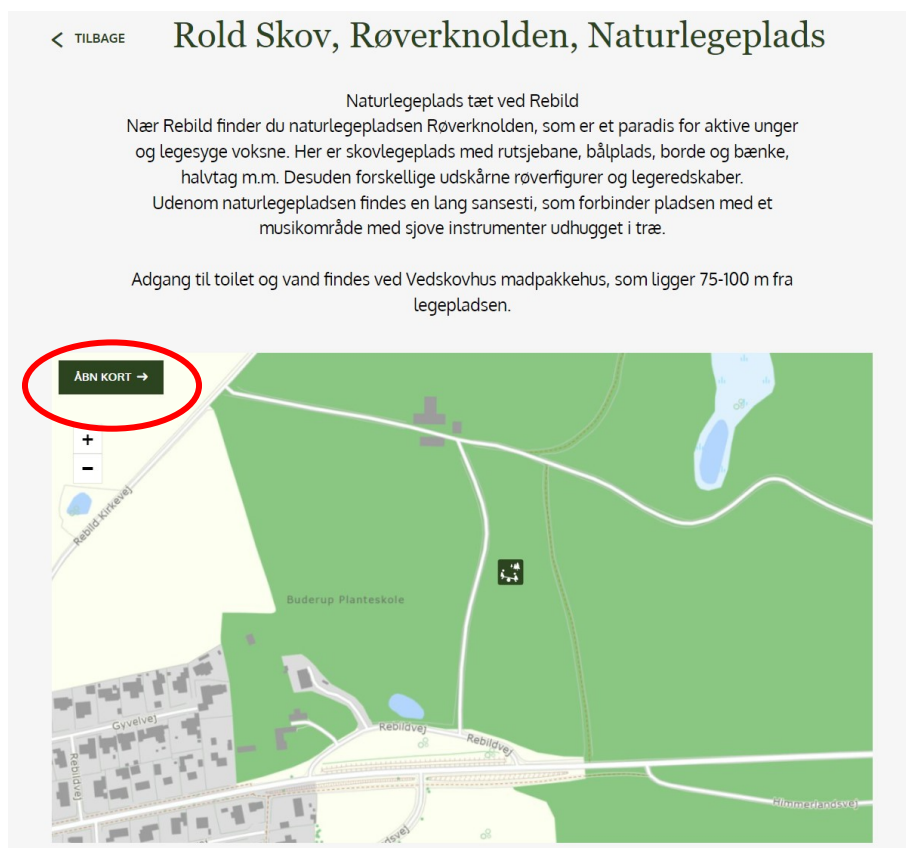 < TILBAGE
Rold Skov, Røverknolden, Naturlegeplads
Naturlegeplads tæt ved Rebild
Nær Rebild finder du naturlegepladsen Røverknolden, som er et paradis for aktive unger
og legesyge voksne. Her er skovlegeplads med rutsjebane, bålplads, borde og bænke,
halvtag m.m. Desuden forskellige udskårne røverfigurer og legeredskaber.
Udenom naturlegepladsen findes en lang sansesti, som forbinder pladsen med et
musikområde med sjove instrumenter udhugget i træ.
Adgang til toilet og vand findes ved Vedskovhus madpakkehus, som ligger 75-100 m fra
legepladsen.
ÅBN KORT →
+
−
Rebild Kirkevej
Buderup Planteskole
Gyvelvej
Rebildvej
Rebildvej
Rebildvej
Himmerlandsvej